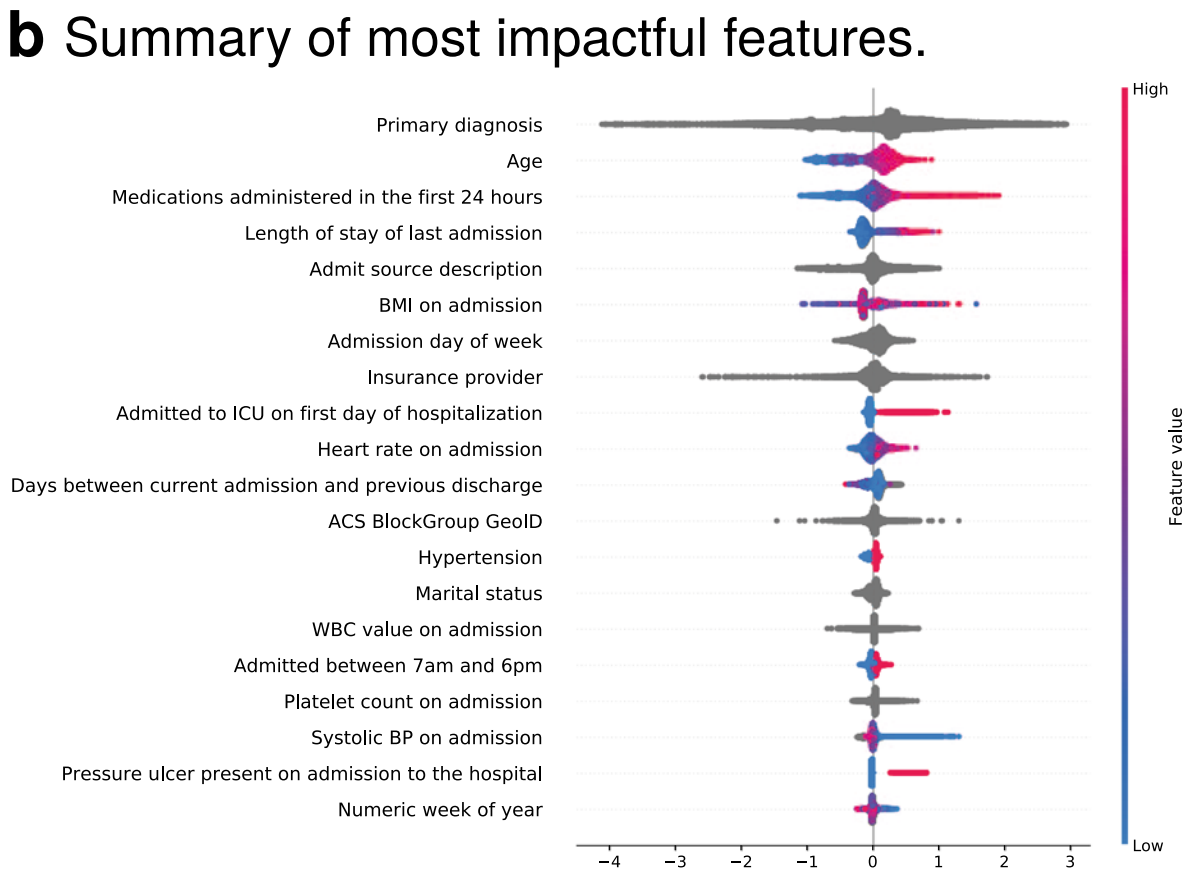 b Summary of most impactful features.
High
Primary diagnosis
Age
Medications administered in the first 24 hours
Length of stay of last admission
Admit source description
BMI on admission
Admission day of week
Insurance provider
Admitted to ICU on first day of hospitalization
Heart rate on admission
Days between current admission and previous discharge
ACS BlockGroup GeoID
Hypertension
Marital status
WBC value on admission
Admitted between 7am and 6pm
Platelet count on admission
Systolic BP on admission
Pressure ulcer present on admission to the hospital
Numeric week of year
Feature value
Low
−4 −3 −2 −1 0 1 2 3